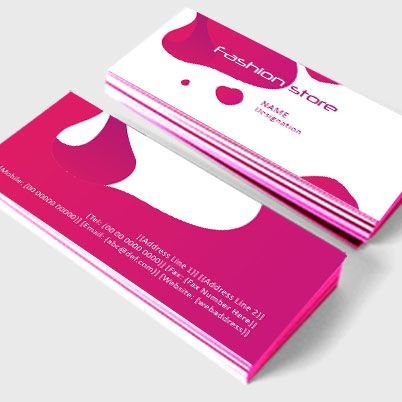 Fashion store
NAME
Designation
[[Address Line 1]] [[Address Line 2]]
[Tel: [00 00 0000 0000]] [Fax: [Fax Number Here]]
[Mobile: [00 00000 00000]] [Email: [abc@def.com]] [Website: [webaddress]]